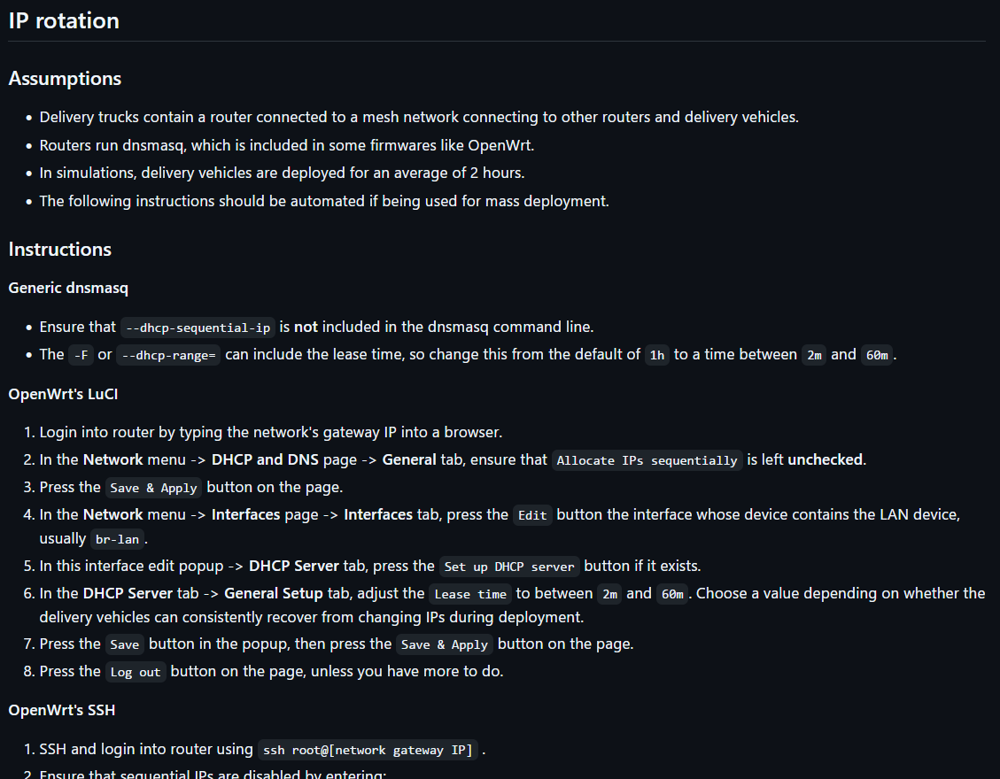 IP rotation
Assumptions
• Delivery trucks contain a router connected to a mesh network connecting to other routers and delivery vehicles.
• Routers run dnsmasq, which is included in some firmwares like OpenWrt.
• In simulations, delivery vehicles are deployed for an average of 2 hours.
• The following instructions should be automated if being used for mass deployment.
Instructions
Generic dnsmasq
• Ensure that --dhcp-sequential-ip is not included in the dnsmasq command line.
• The -F or --dhcp-range= can include the lease time, so change this from the default of 1h to a time between 2m and 60m.
OpenWrt's LuCI
1. Login into router by typing the network's gateway IP into a browser.
2. In the Network menu -> DHCP and DNS page -> General tab, ensure that Allocate IPs sequentially is left unchecked.
3. Press the Save & Apply button on the page.
4. In the Network menu -> Interfaces page -> Interfaces tab, press the Edit button the interface whose device contains the LAN device,
usually br-lan.
5. In this interface edit popup -> DHCP Server tab, press the Set up DHCP server button if it exists.
6. In the DHCP Server tab -> General Setup tab, adjust the Lease time to between 2m and 60m. Choose a value depending on whether the
delivery vehicles can consistently recover from changing IPs during deployment.
7. Press the Save button in the popup, then press the Save & Apply button on the page.
8. Press the Log out button on the page, unless you have more to do.
OpenWrt's SSH
1. SSH and login into router using ssh root@[network gateway IP] .
2. Ensure that sequential IPs are disabled by entering: